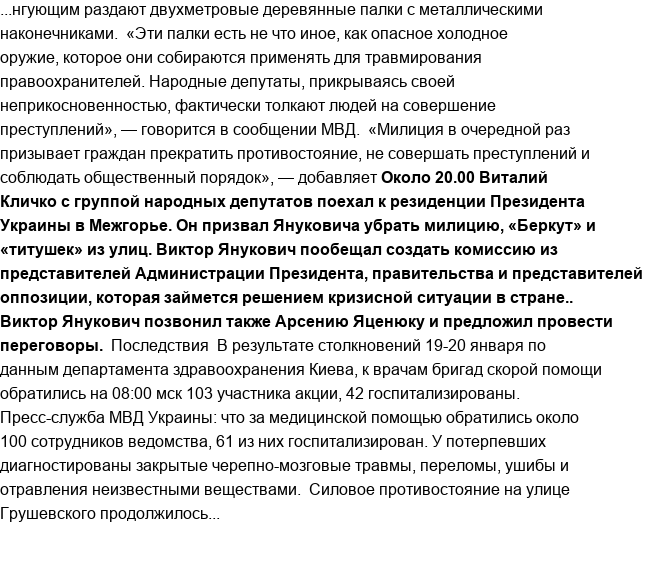 ...нгующим раздают двухметровые деревянные палки с металлическими
наконечниками.  «Эти палки есть не что иное, как опасное холодное
оружие, которое они собираются применять для травмирования
правоохранителей. Народные депутаты, прикрываясь своей
неприкосновенностью, фактически толкают людей на совершение
преступлений», — говорится в сообщении МВД.  «Милиция в очередной раз
призывает граждан прекратить противостояние, не совершать преступлений и
соблюдать общественный порядок», — добавляет Около 20.00 Виталий
Кличко с группой народных депутатов поехал к резиденции Президента
Украины в Межгорье. Он призвал Януковича убрать милицию, «Беркут» и
«титушек» из улиц. Виктор Янукович пообещал создать комиссию из
представителей Администрации Президента, правительства и представителей
оппозиции, которая займется решением кризисной ситуации в стране..
Виктор Янукович позвонил также Арсению Яценюку и предложил провести
переговоры.  Последствия  В результате столкновений 19-20 января по
данным департамента здравоохранения Киева, к врачам бригад скорой помощи
обратились на 08:00 мск 103 участника акции, 42 госпитализированы.
Пресс-служба МВД Украины: что за медицинской помощью обратились около
100 сотрудников ведомства, 61 из них госпитализирован. У потерпевших
диагностированы закрытые черепно-мозговые травмы, переломы, ушибы и
отравления неизвестными веществами.  Силовое противостояние на улице
Грушевского продолжилось...